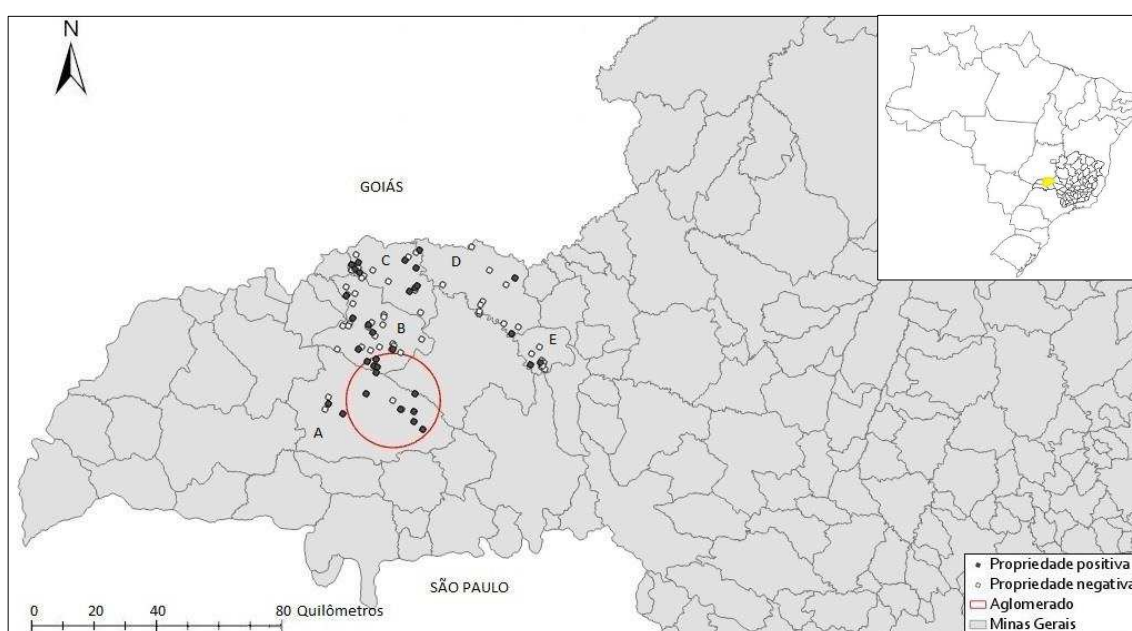 N
GOIÁS
C
D
B
E
A
SÃO PAULO
0 20 40 80 Quilômetros
Propriedade positiva
Propriedade negativa
Aglomerado
Minas Gerais